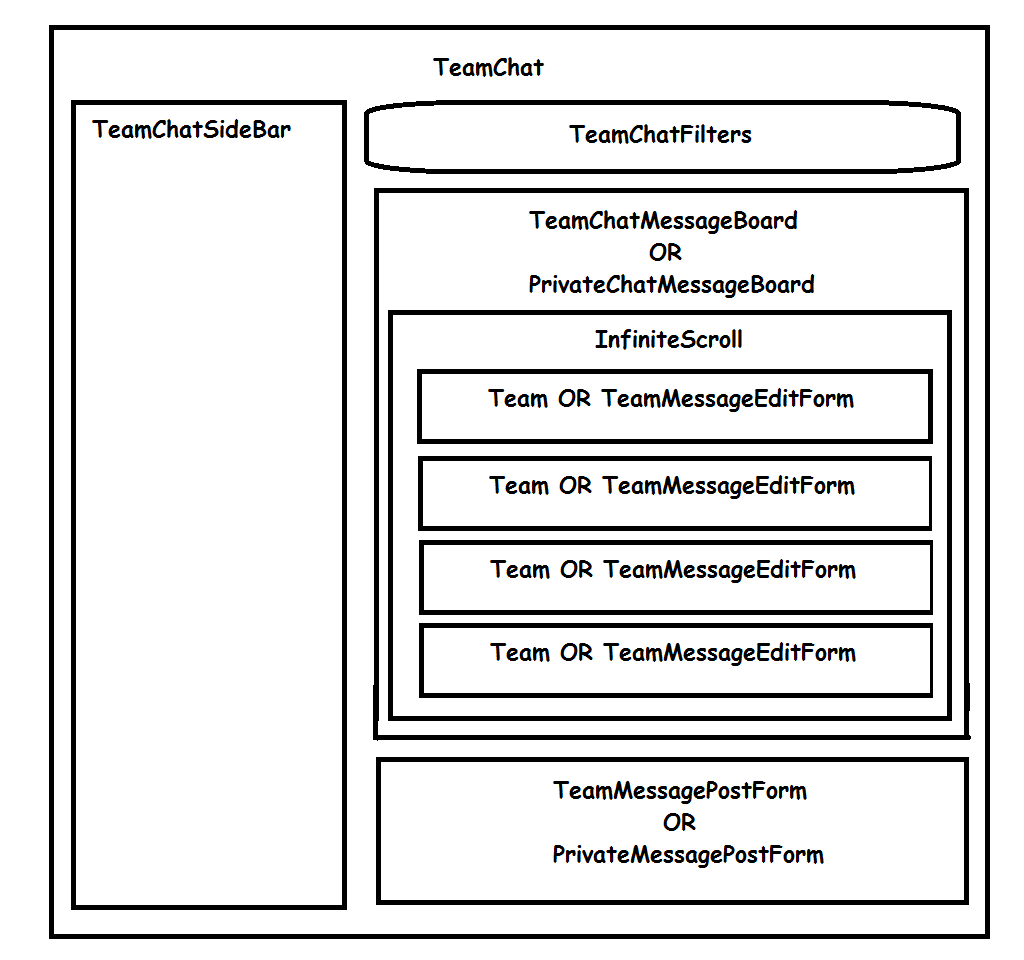 TeamChat
TeamChatSideBar
TeamChatFilters
TeamChatMessageBoard
OR
PrivateChatMessageBoard
InfiniteScroll
Team OR TeamMessageEditForm
Team OR TeamMessageEditForm
Team OR TeamMessageEditForm
Team OR TeamMessageEditForm
TeamMessagePostForm
OR
PrivateMessagePostForm